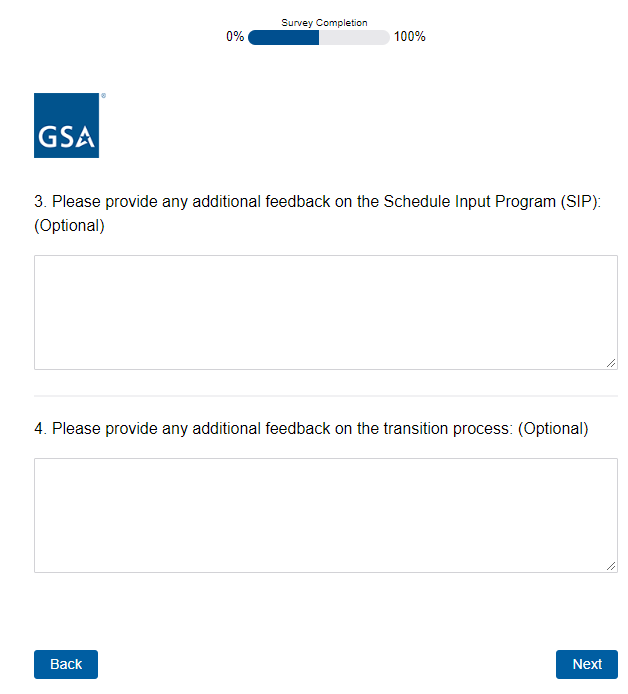 Survey Completion
0% 100%
GSA®
3. Please provide any additional feedback on the Schedule Input Program (SIP):
(Optional)
4. Please provide any additional feedback on the transition process: (Optional)
Back Next